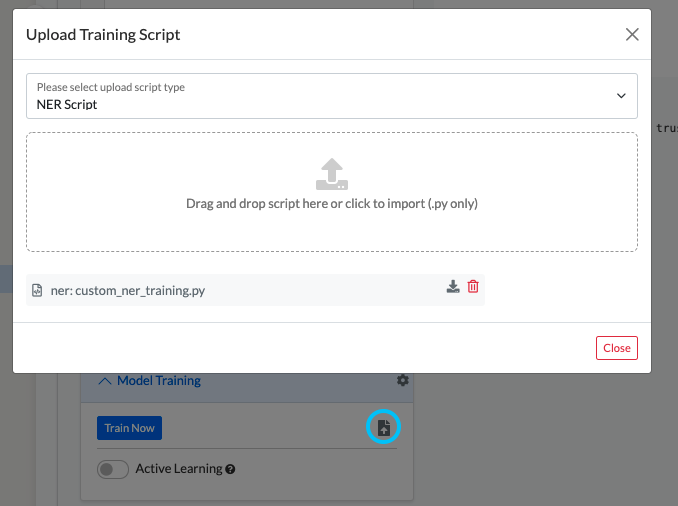 Upload Training Script
Please select upload script type
NER Script
Drag and drop script here or click to import (.py only)
ner: custom_ner_training.py
Close
Model Training
Train Now
Active Learning